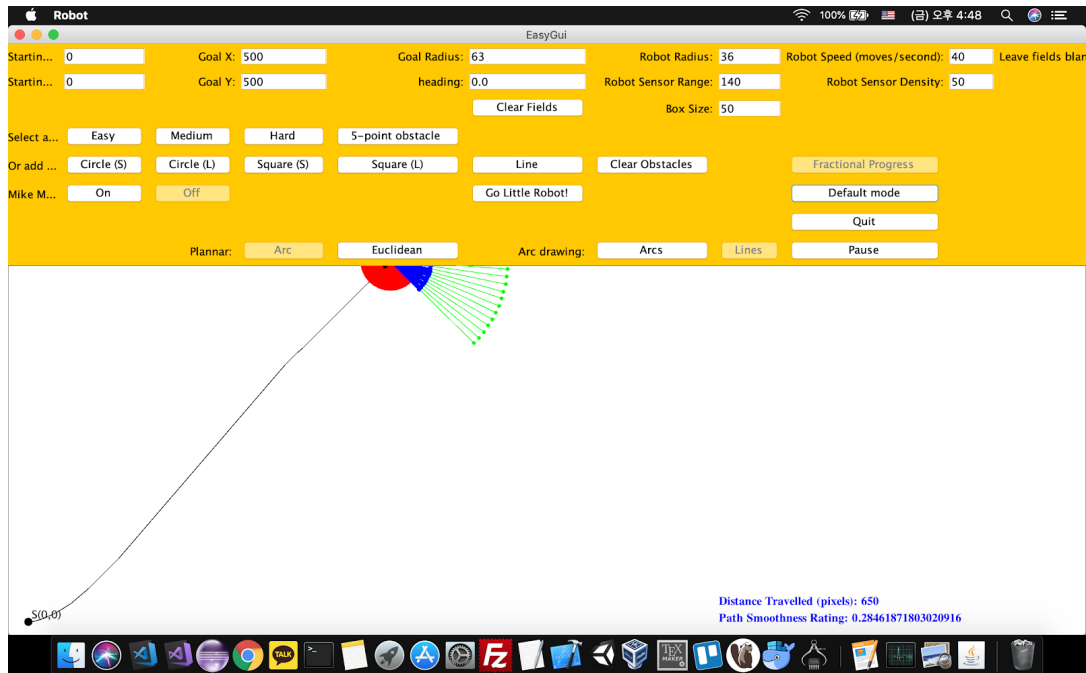 Robot 100% (금) 오후 4:48
EasyGui
Startin... 0 Goal X: 500 Goal Radius: 63 Robot Radius: 36 Robot Speed (moves/second): 40 Leave fields blan
Startin... 0 Goal Y: 500 heading: 0.0 Robot Sensor Range: 140 Robot Sensor Density: 50
Clear Fields Box Size: 50
Select a... Easy Medium Hard 5-point obstacle
Or add ... Circle (S) Circle (L) Square (S) Square (L) Line Clear Obstacles Fractional Progress
Mike M... On Off Go Little Robot! Default mode
Quit
Plannar: Arc Euclidean Arc drawing: Arcs Lines Pause
S(0,0)
Distance Travelled (pixels): 650
Path Smoothness Rating: 0.28461871803020916
TALK
Fz
TEX